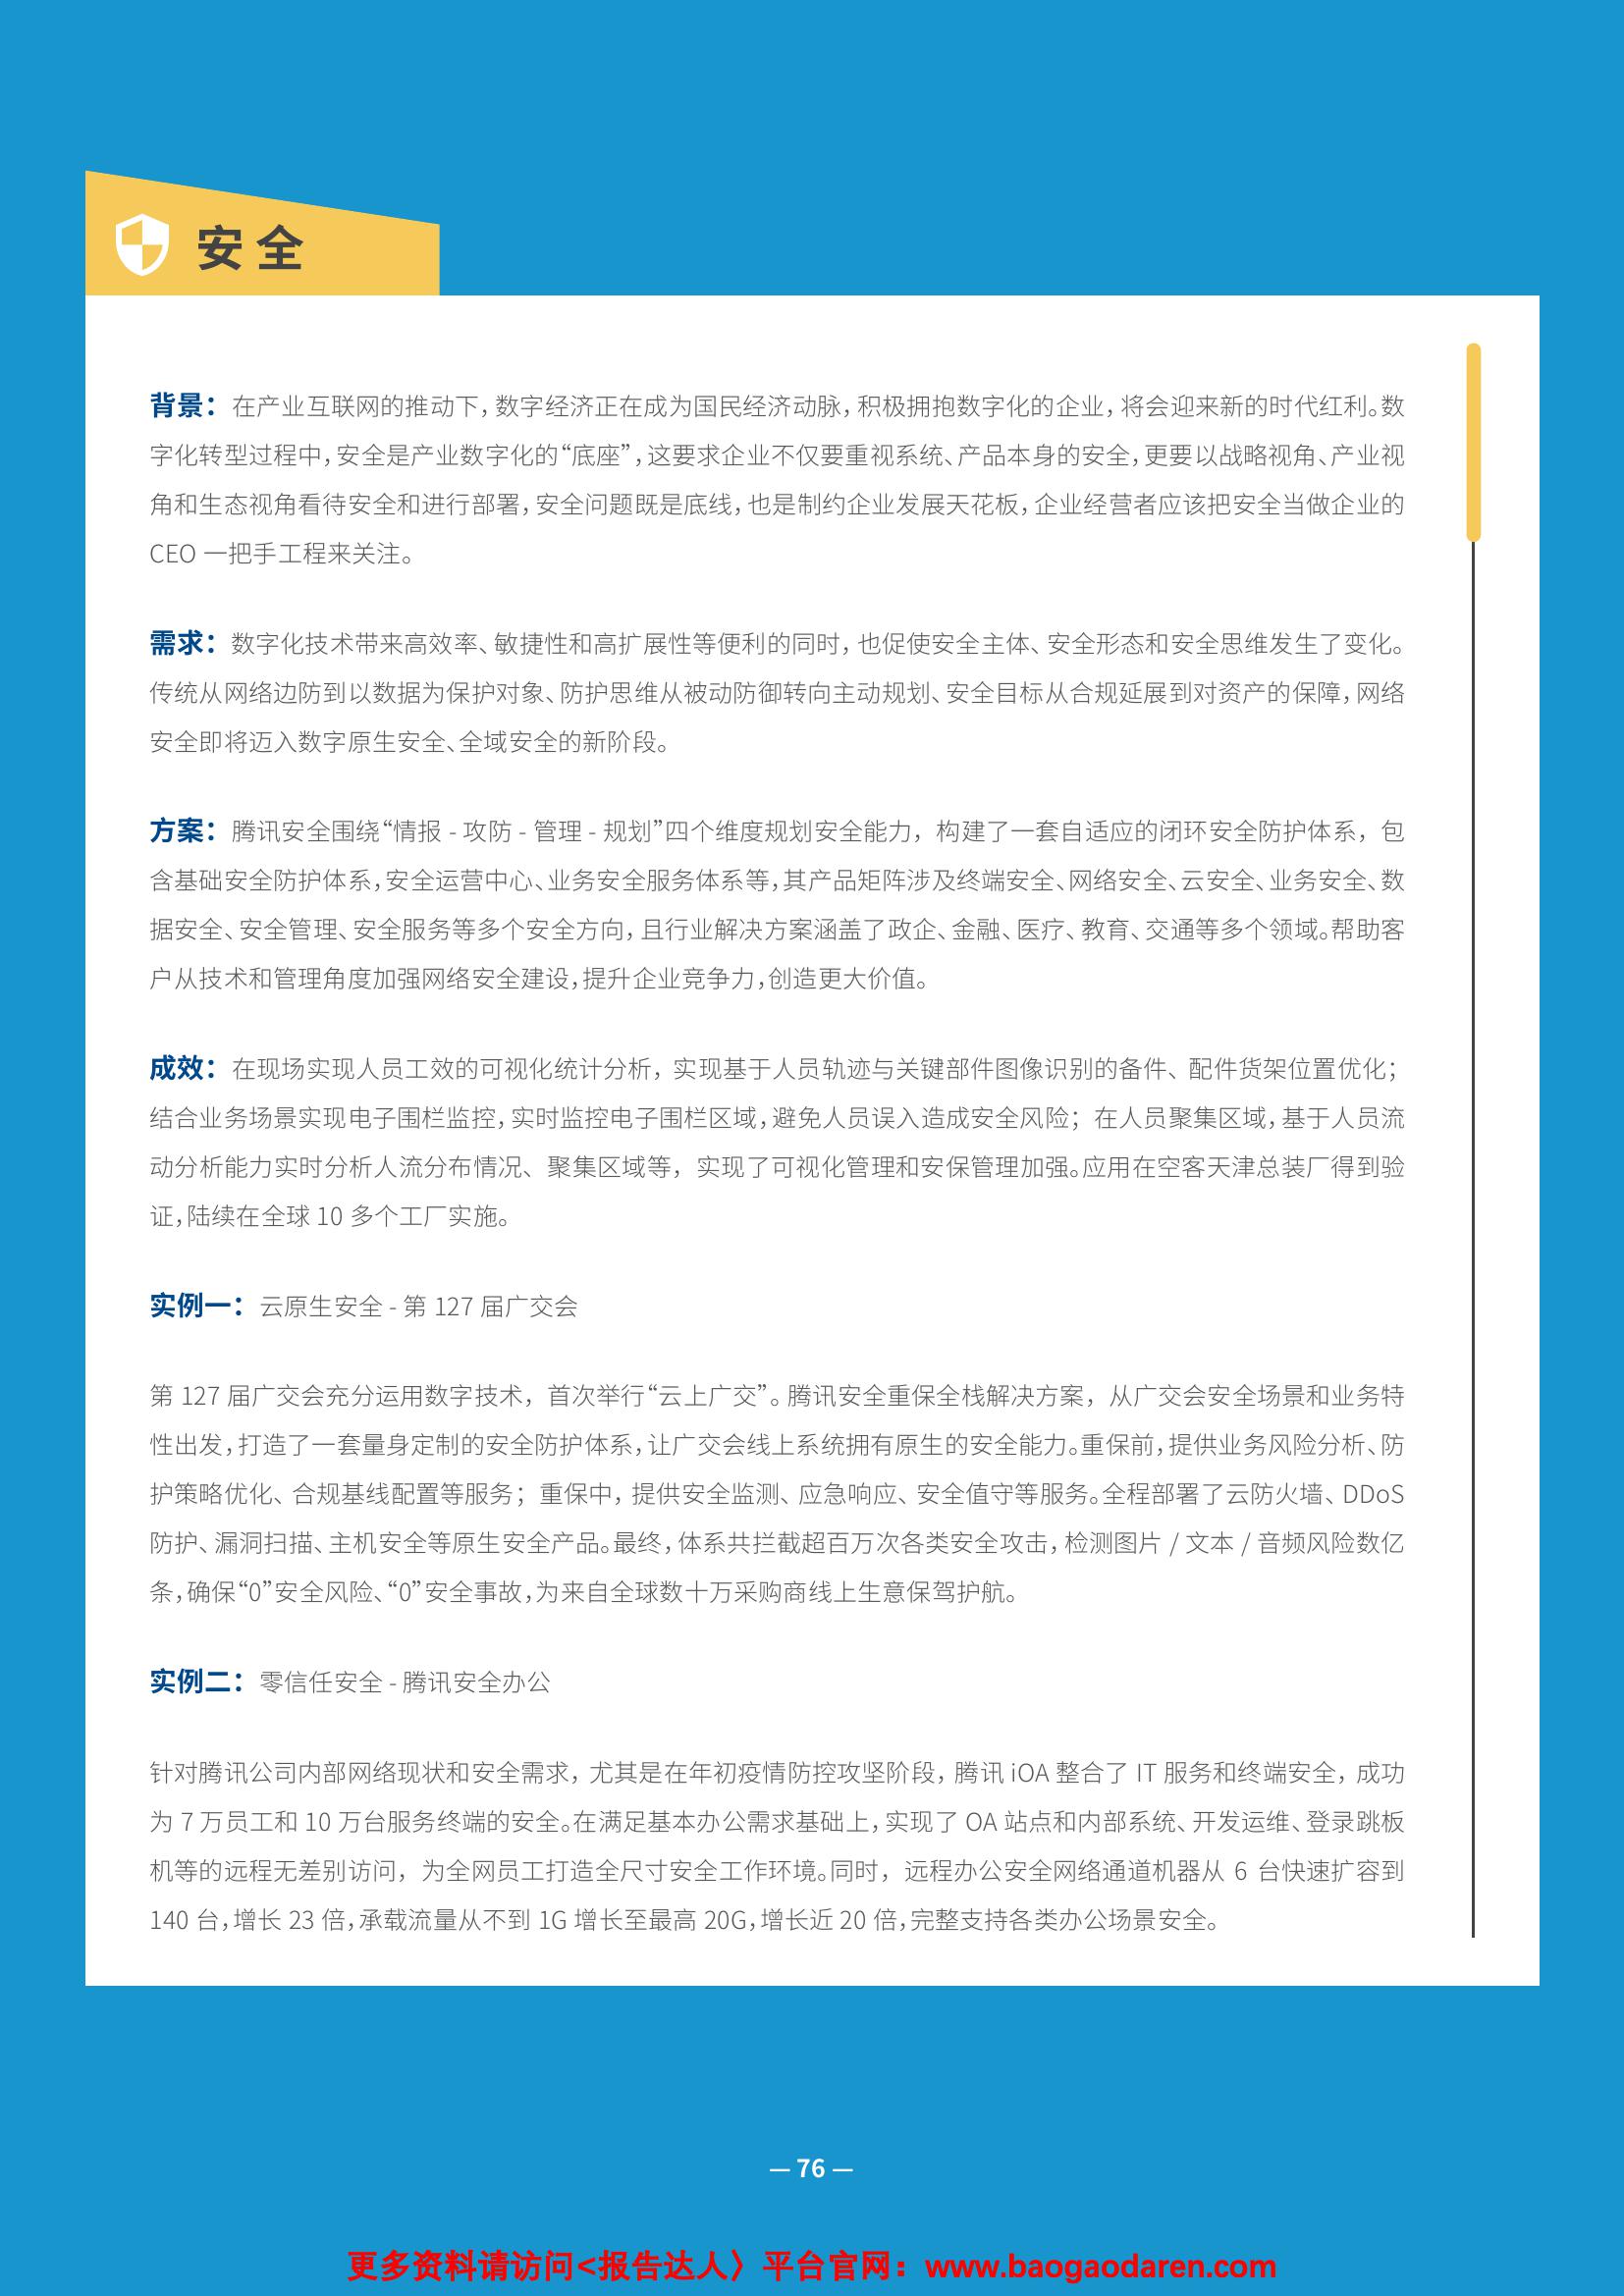 安全
背景：在产业互联网的推动下，数字经济正在成为国民经济动脉，积极拥抱数字化的企业，将会迎来新的时代红利。数
字化转型过程中，安全是产业数字化的“底座”，这要求企业不仅要重视系统、产品本身的安全，更要以战略视角、产业视
角和生态视角看待安全和进行部署，安全问题既是底线，也是制约企业发展天花板，企业经营者应该把安全当做企业的
CEO 一把手工程来关注。
需求：数字化技术带来高效率、敏捷性和高扩展性等便利的同时，也促使安全主体、安全形态和安全思维发生了变化。
传统从网络边防到以数据为保护对象、防护思维从被动防御转向主动规划、安全目标从合规延展到对资产的保障，网络
安全即将迈入数字原生安全、全域安全的新阶段。
方案：腾讯安全围绕“情报 - 攻防 - 管理 - 规划”四个维度规划安全能力，构建了一套自适应的闭环安全防护体系，包
含基础安全防护体系，安全运营中心、业务安全服务体系等，其产品矩阵涉及终端安全、网络安全、云安全、业务安全、数
据安全、安全管理、安全服务等多个安全方向，且行业解决方案涵盖了政企、金融、医疗、教育、交通等多个领域。帮助客
户从技术和管理角度加强网络安全建设，提升企业竞争力，创造更大价值。
成效：在现场实现人员工效的可视化统计分析，实现基于人员轨迹与关键部件图像识别的备件、配件货架位置优化；
结合业务场景实现电子围栏监控，实时监控电子围栏区域，避免人员误入造成安全风险；在人员聚集区域，基于人员流
动分析能力实时分析人流分布情况、聚集区域等，实现了可视化管理和安保管理加强。应用在空客天津总装厂得到验
证，陆续在全球 10 多个工厂实施。
实例一：云原生安全 - 第 127 届广交会
第 127 届广交会充分运用数字技术，首次举行“云上广交”。腾讯安全重保全栈解决方案，从广交会安全场景和业务特
性出发，打造了一套量身定制的安全防护体系，让广交会线上系统拥有原生的安全能力。重保前，提供业务风险分析、防
护策略优化、合规基线配置等服务；重保中，提供安全监测、应急响应、安全值守等服务。全程部署了云防火墙、DDoS
防护、漏洞扫描、主机安全等原生安全产品。最终，体系共拦截超百万次各类安全攻击，检测图片 / 文本 / 音频风险数亿
条，确保“0”安全风险、“0”安全事故，为来自全球数十万采购商线上生意保驾护航。
实例二：零信任安全 - 腾讯安全办公
针对腾讯公司内部网络现状和安全需求，尤其是在年初疫情防控攻坚阶段，腾讯 iOA 整合了 IT 服务和终端安全，成功
为 7 万员工和 10 万台服务终端的安全。在满足基本办公需求基础上，实现了 OA 站点和内部系统、开发运维、登录跳板
机等的远程无差别访问，为全网员工打造全尺寸安全工作环境。同时，远程办公安全网络通道机器从 6 台快速扩容到
140 台，增长 23 倍，承载流量从不到 1G 增长至最高 20G，增长近 20 倍，完整支持各类办公场景安全。
— 76 —
更多资料请访问<报告达人〉平台官网：www.baogaodaren.com